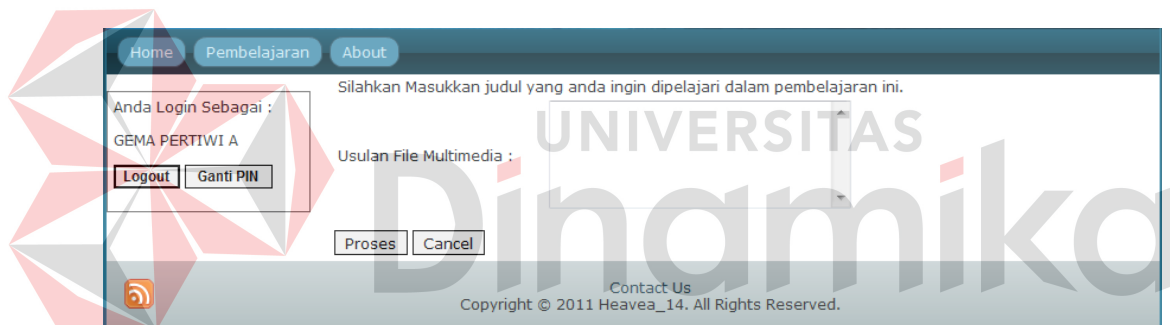 Home Pembelajaran About
Silahkan Masukkan judul yang anda ingin dipelajari dalam pembelajaran ini.
Anda Login Sebagai :
GEMA PERTIWI A
Logout Ganti PIN
Usulan File Multimedia :
Proses Cancel
Contact Us
Copyright © 2011 Heavea_14. All Rights Reserved.
UNIVERSITAS
Dinamika